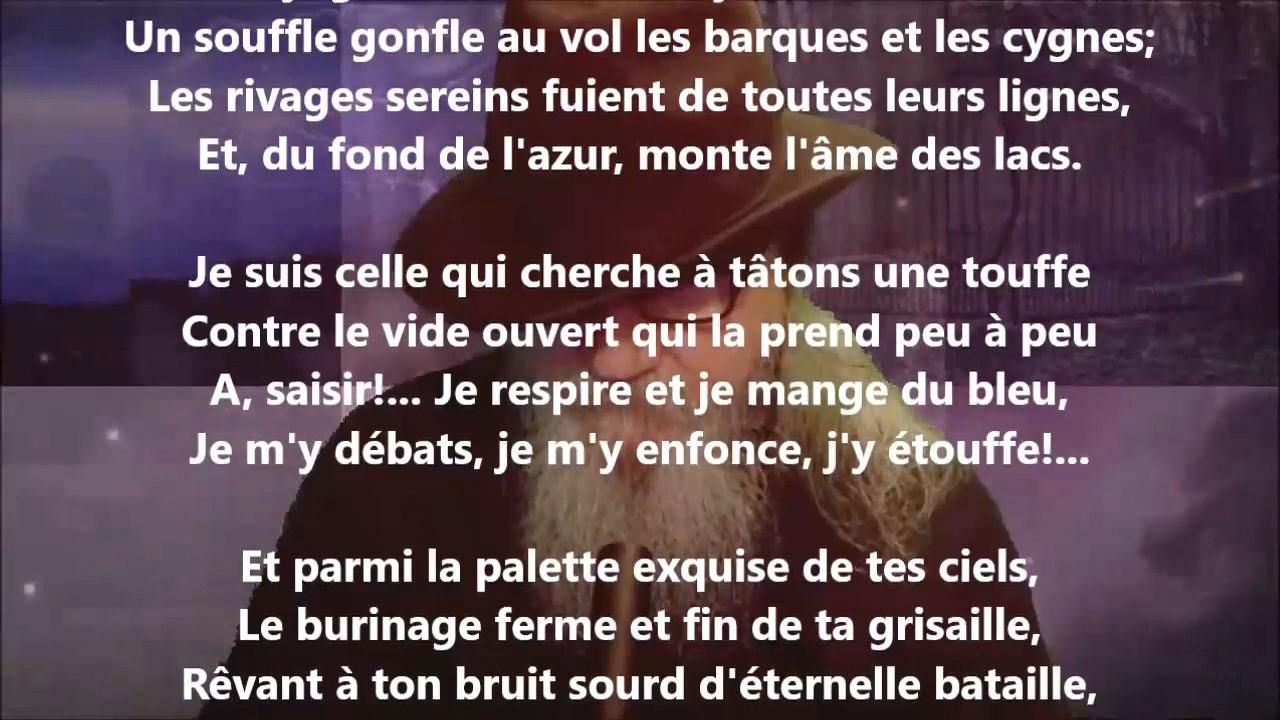 Un souffle gonfle au vol les barques et les cygnes;
Les rivages sereins fuient de toutes leurs lignes,
Et, du fond de l'azur, monte l'âme des lacs.
Je suis celle qui cherche à tâtons une touffe
Contre le vide ouvert qui la prend peu à peu
A, saisir!... Je respire et je mange du bleu,
Je m'y débats, je m'y enfonce, j'y étouffe!...
Et parmi la palette exquise de tes ciels,
Le burinage ferme et fin de ta grisaille,
Rêvant à ton bruit sourd d'éternelle bataille,